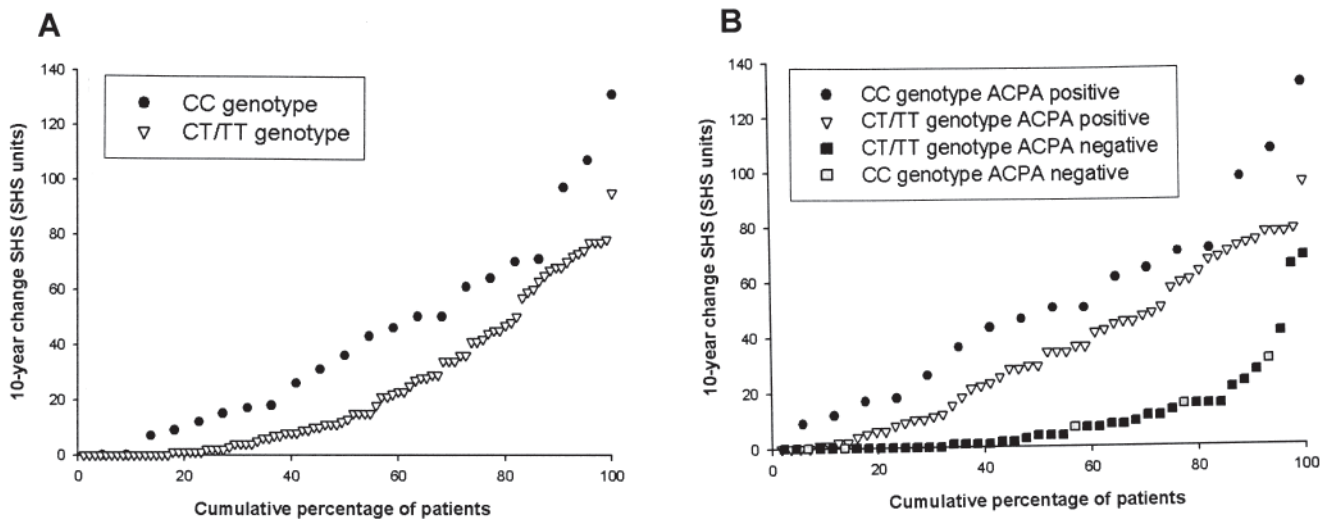 A
140
120
100
80
60
40
20
0
10-year change SHS (SHS units)
CC genotype
CT/TT genotype
0 20 40 60 80 100
Cumulative percentage of patients
B
140
120
100
80
60
40
20
0
10-year change SHS (SHS units)
CC genotype ACPA positive
CT/TT genotype ACPA positive
CT/TT genotype ACPA negative
CC genotype ACPA negative
0 20 40 60 80 100
Cumulative percentage of patients